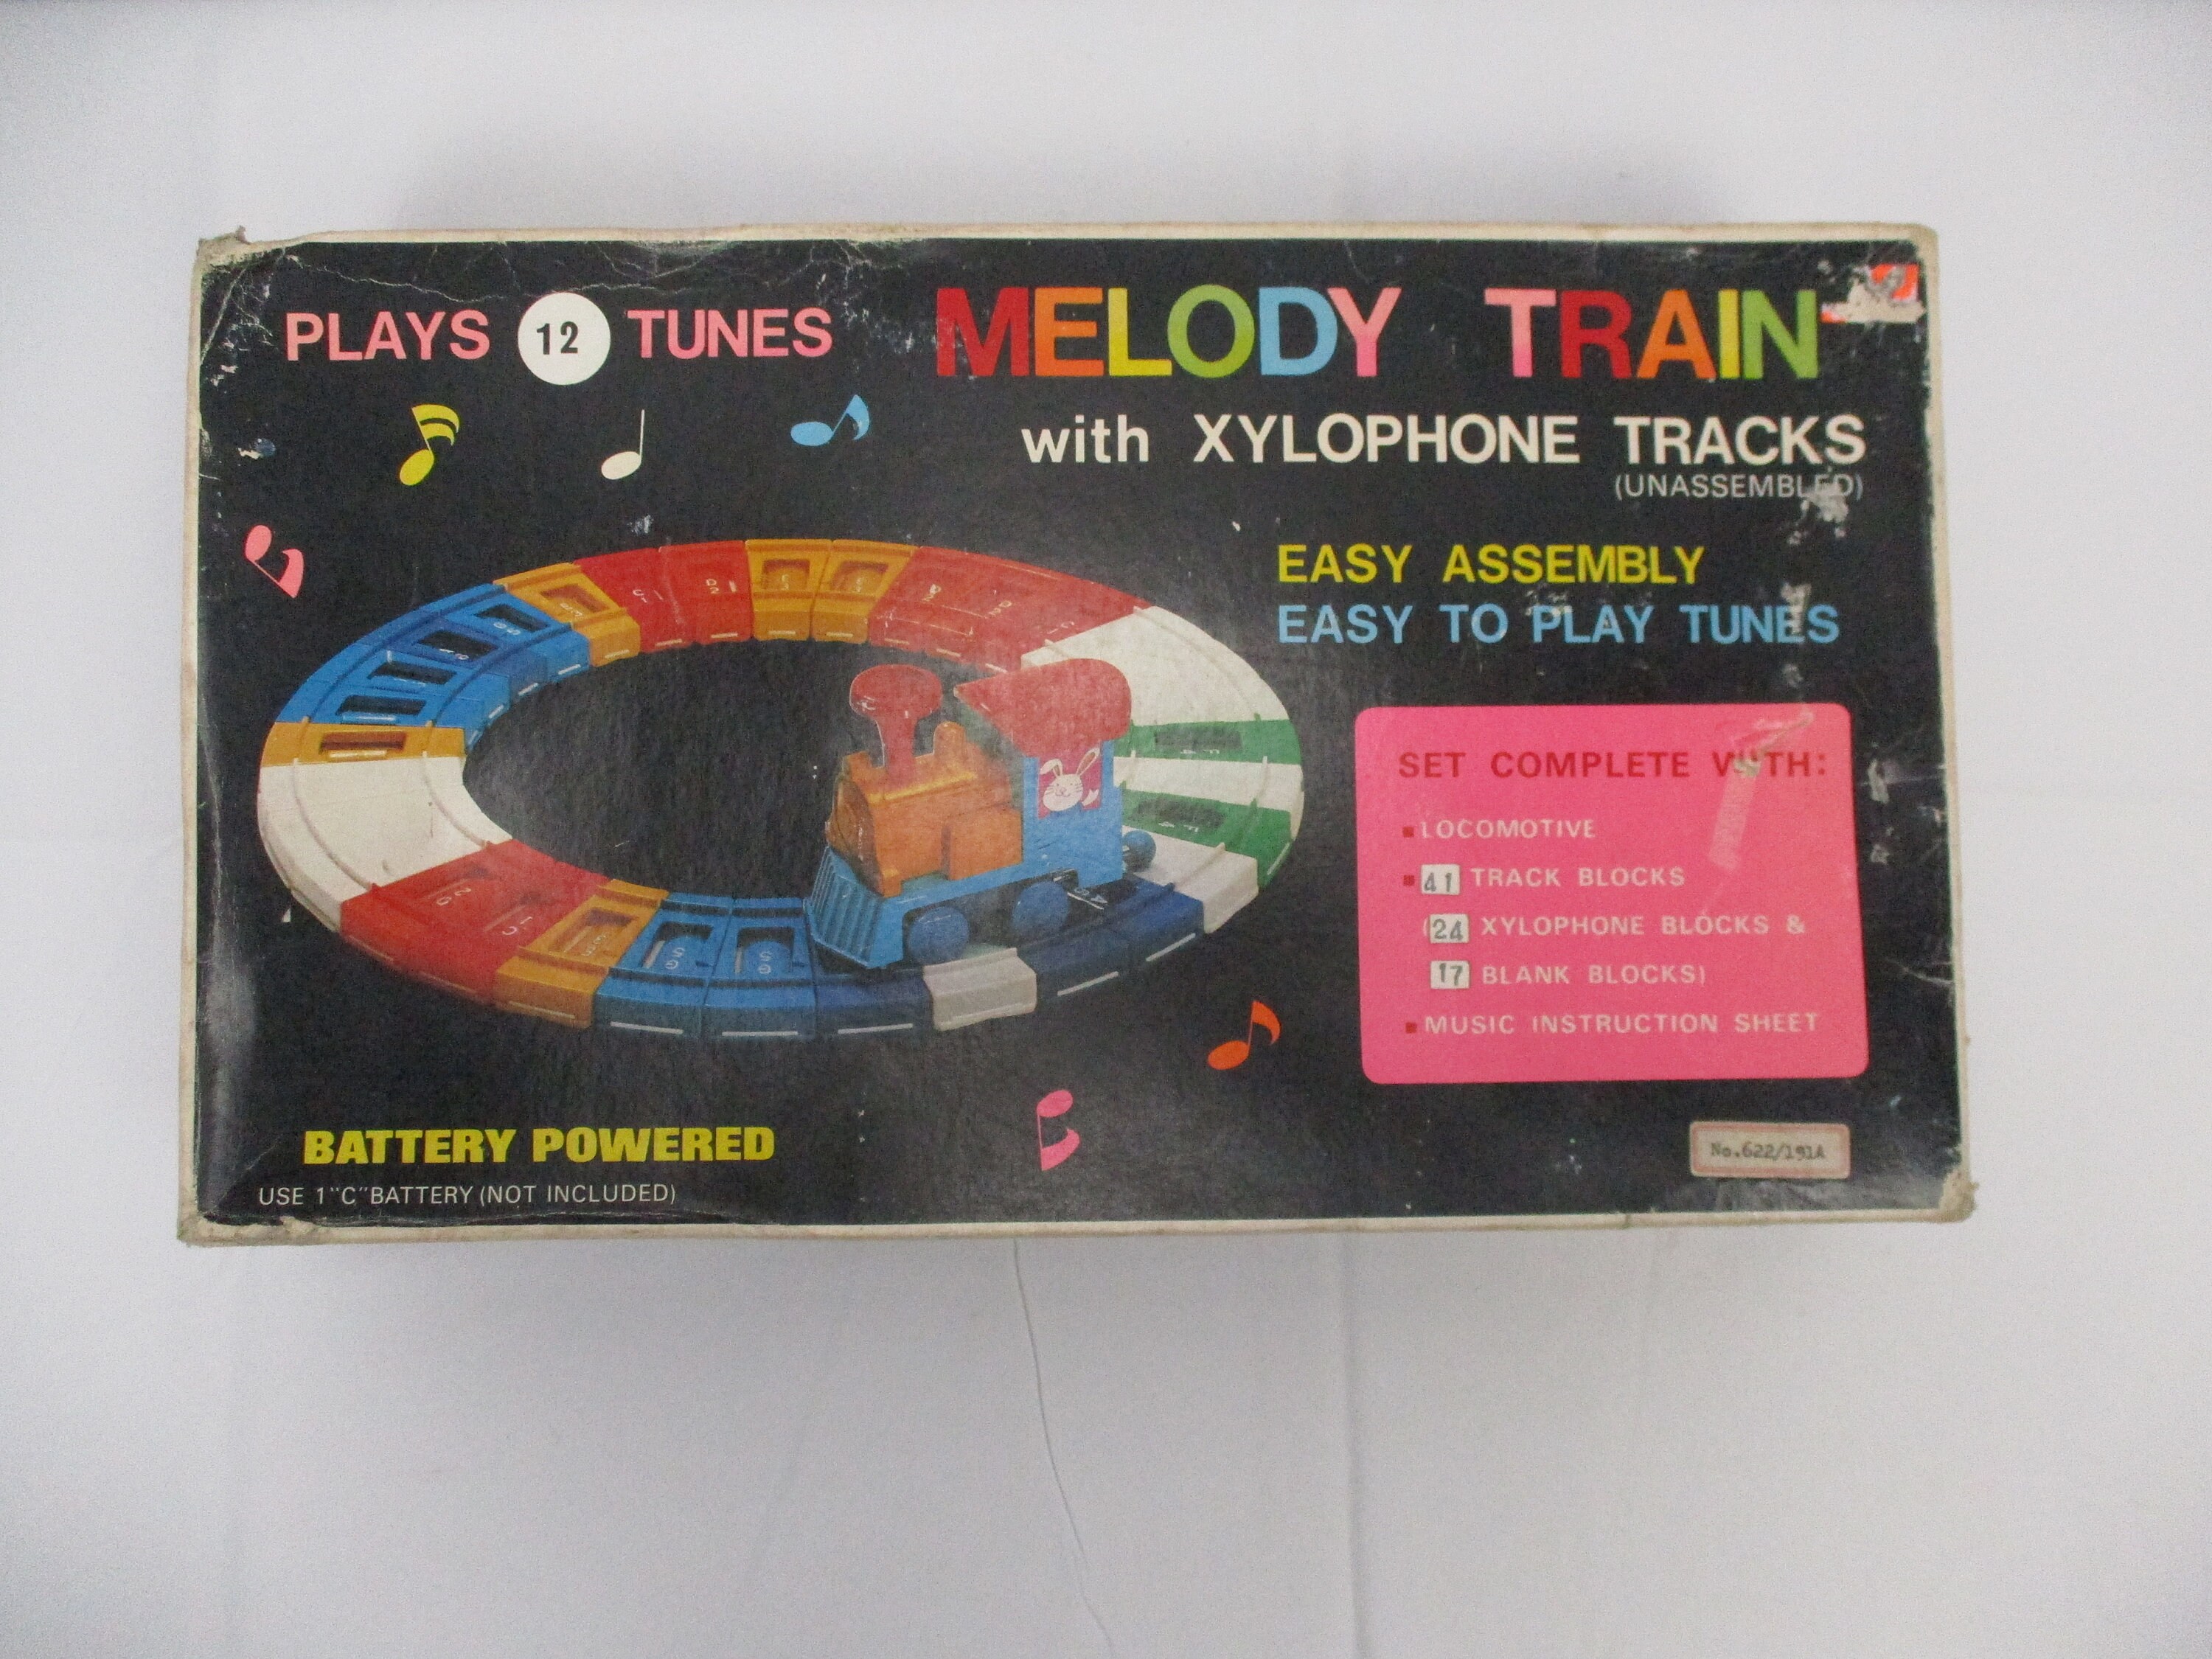 PLAYS 12 TUNES
MELODY TRAIN
with XYLOPHONE TRACKS
(UNASSEMBLED)
EASY ASSEMBLY
EASY TO PLAY TUNES
SET COMPLETE WITH:
LOCOMOTIVE
41 TRACK BLOCKS
(24 XYLOPHONE BLOCKS &
17 BLANK BLOCKS)
MUSIC INSTRUCTION SHEET
BATTERY POWERED
USE 1"C"BATTERY (NOT INCLUDED)
No.622/191A